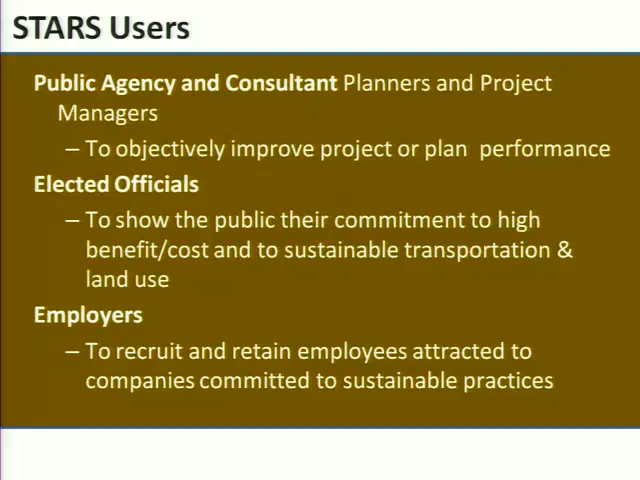 STARS Users
Public Agency and Consultant Planners and Project
Managers
– To objectively improve project or plan performance
Elected Officials
– To show the public their commitment to high
benefit/cost and to sustainable transportation &
land use
Employers
– To recruit and retain employees attracted to
companies committed to sustainable practices